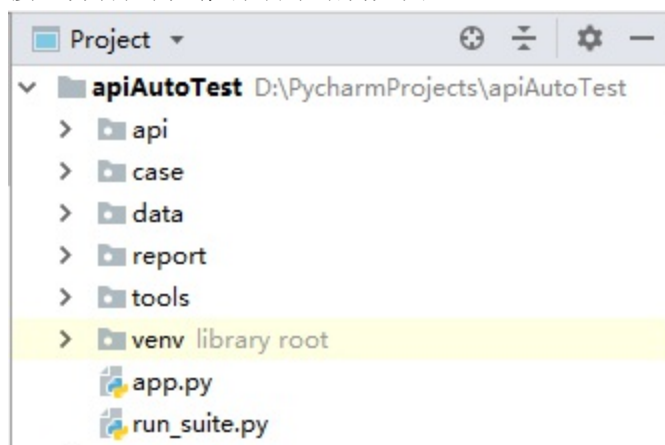 Project
apiAutoTest D:\PycharmProjects\apiAutoTest
api
case
data
report
tools
venv library root
app.py
run_suite.py